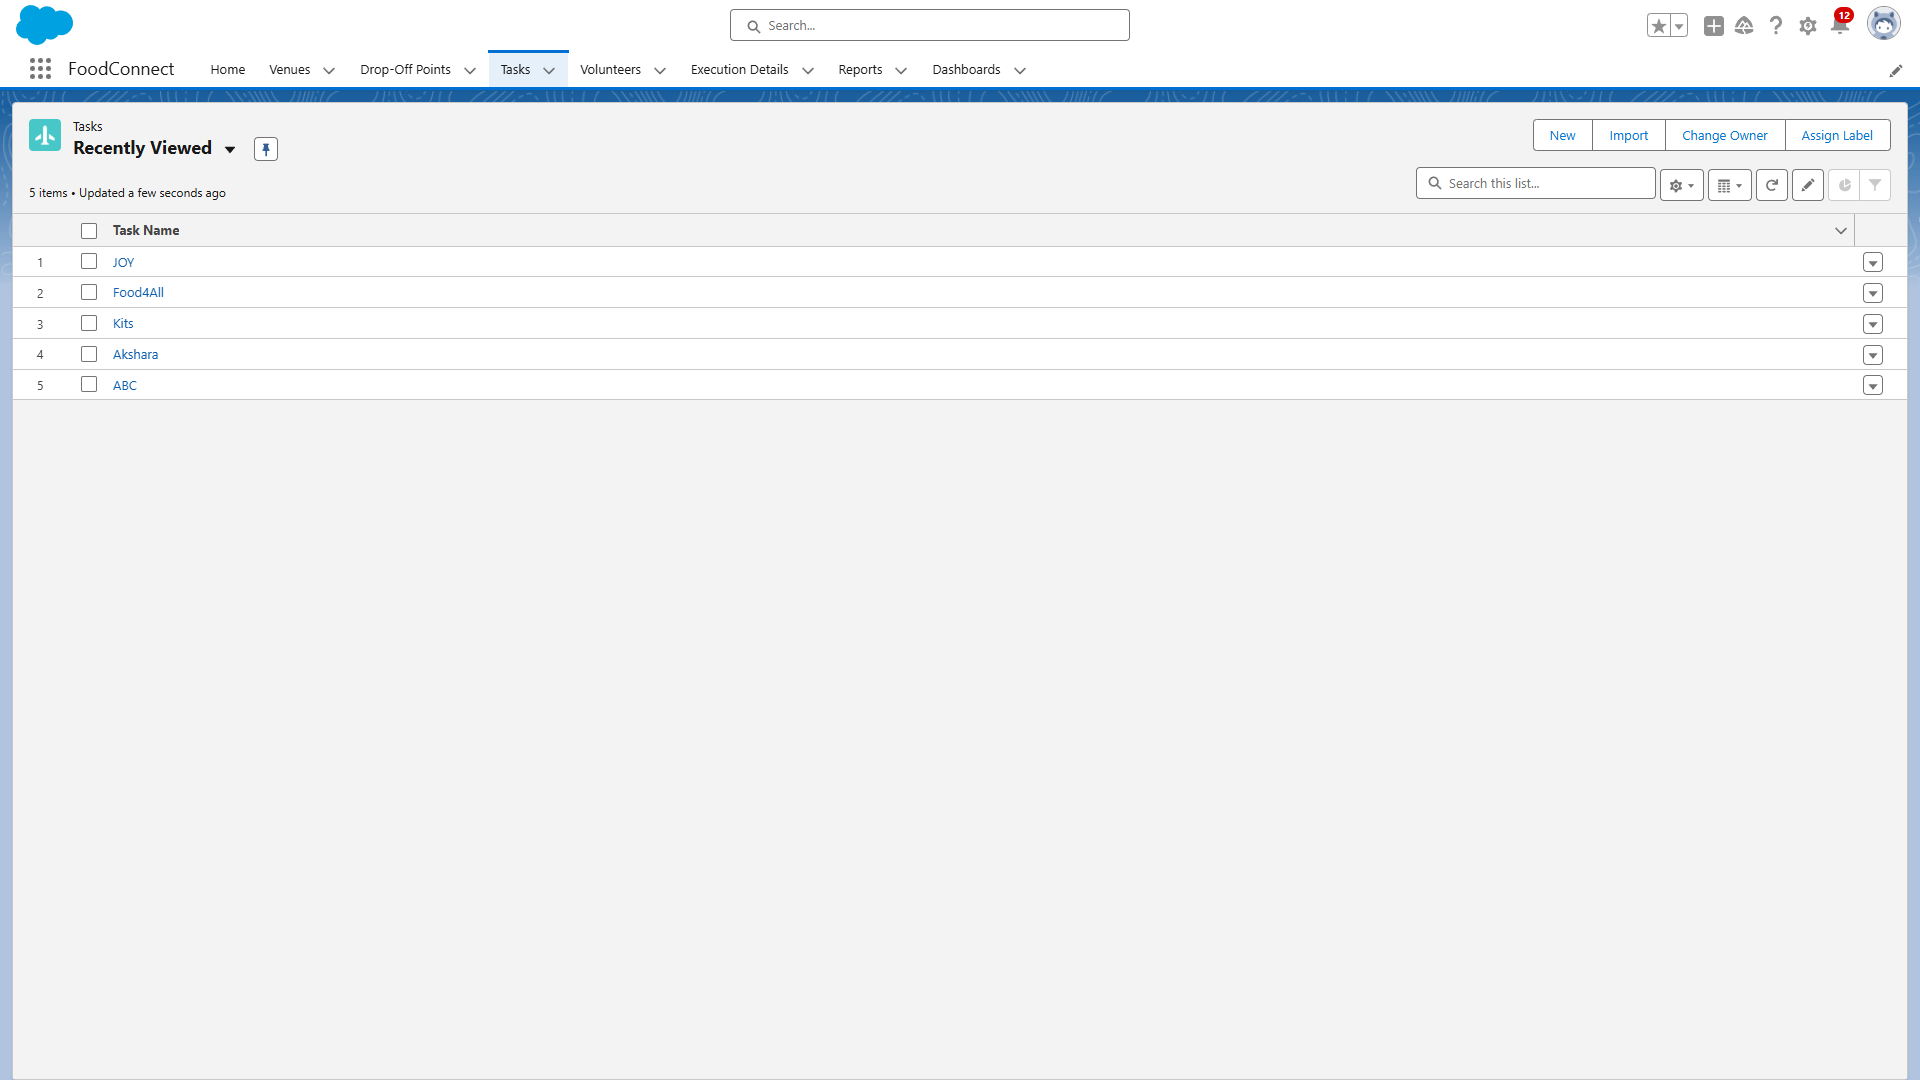 Search...
12
FoodConnect
Home
Venues
Drop-Off Points
Tasks
Volunteers
Execution Details
Reports
Dashboards
Tasks
Recently Viewed
New
Import
Change Owner
Assign Label
5 items • Updated a few seconds ago
Search this list...
Task Name
1 JOY
2 Food4All
3 Kits
4 Akshara
5 ABC